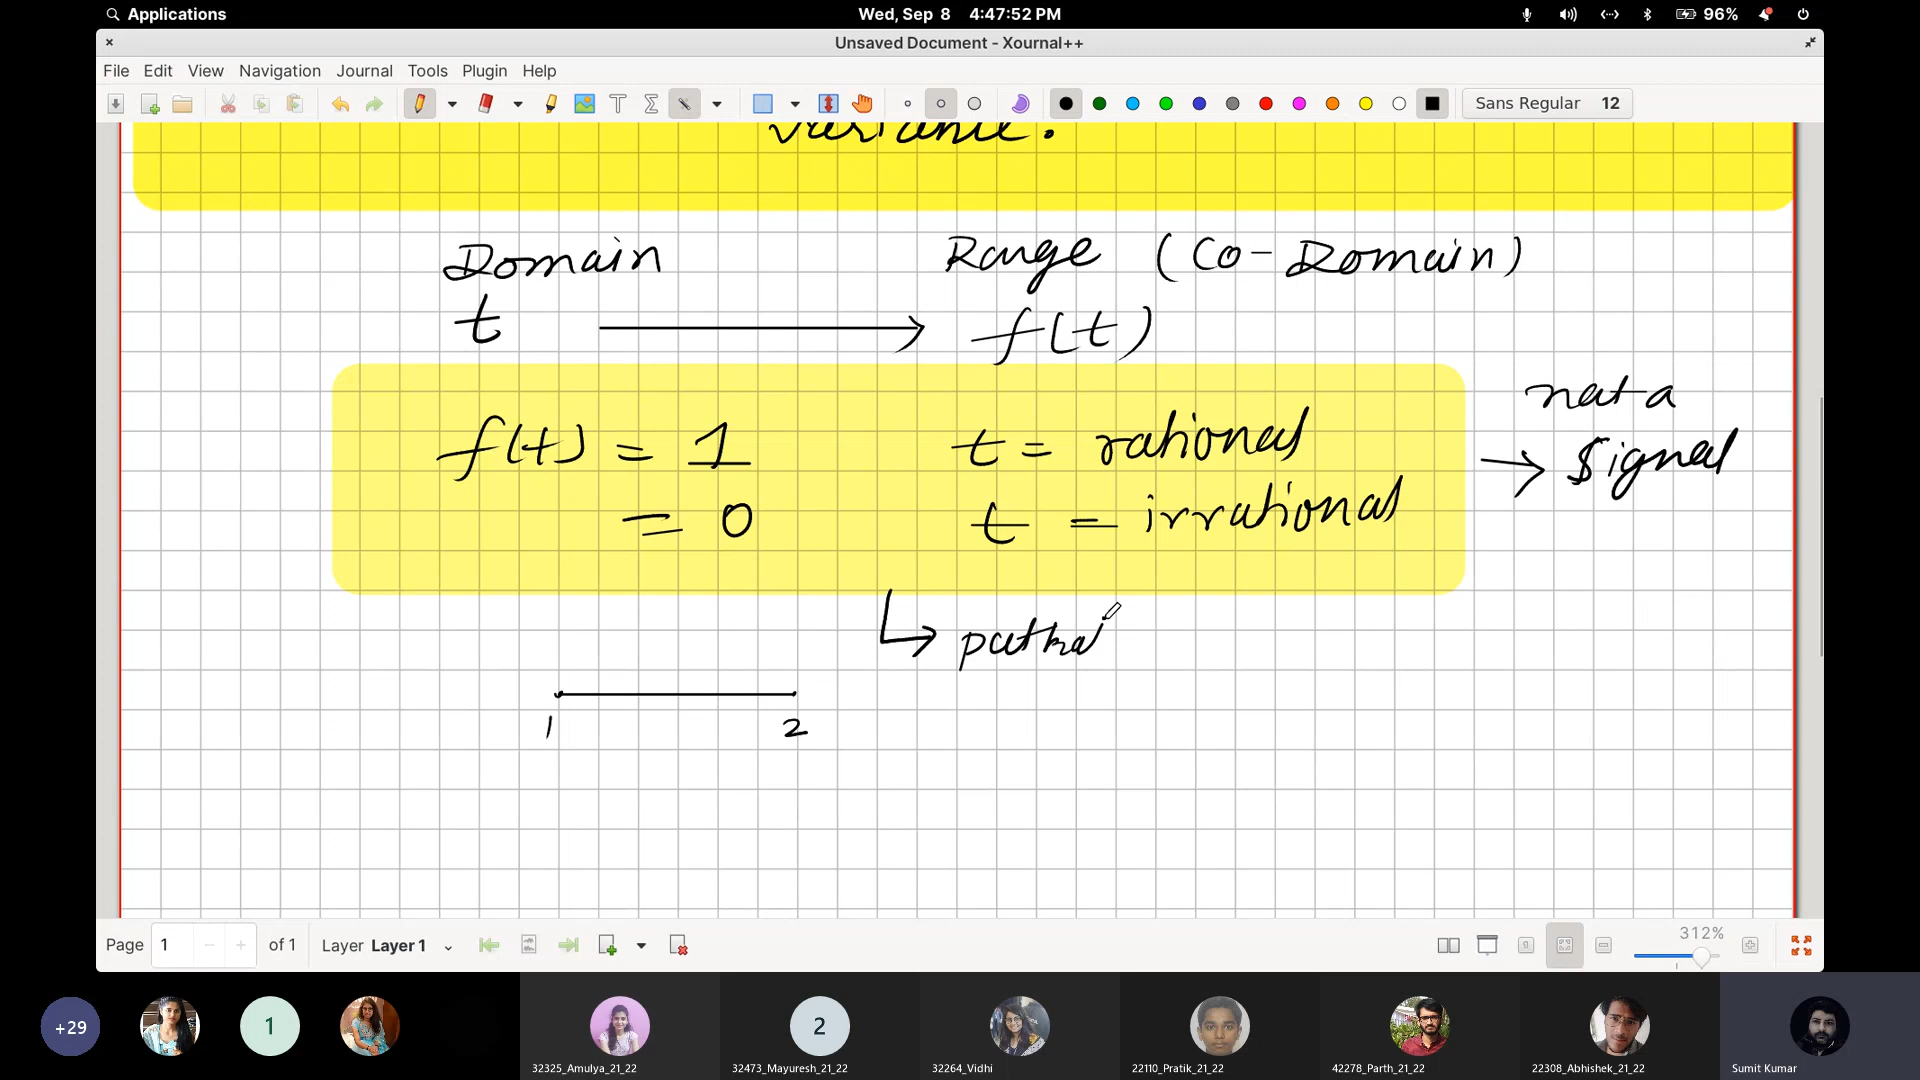 Applications
Wed, Sep 8 4:47:52 PM
96%
Unsaved Document - Xournal++
File Edit View Navigation Journal Tools Plugin Help
Sans Regular 12
variance.
Domain Range (Co-Domain)
t f(t)
f(t) = 1 t = rational
= 0 t = irrational
not a
→ Signal
1 2
Page 1 of 1 Layer Layer 1
312%
+29
1
2
32325_Amulya_21_22
32473_Mayuresh_21_22
32264_Vidhi
22110_Pratik_21_22
42278_Parth_21_22
22308_Abhishek_21_22
Sumit Kumar